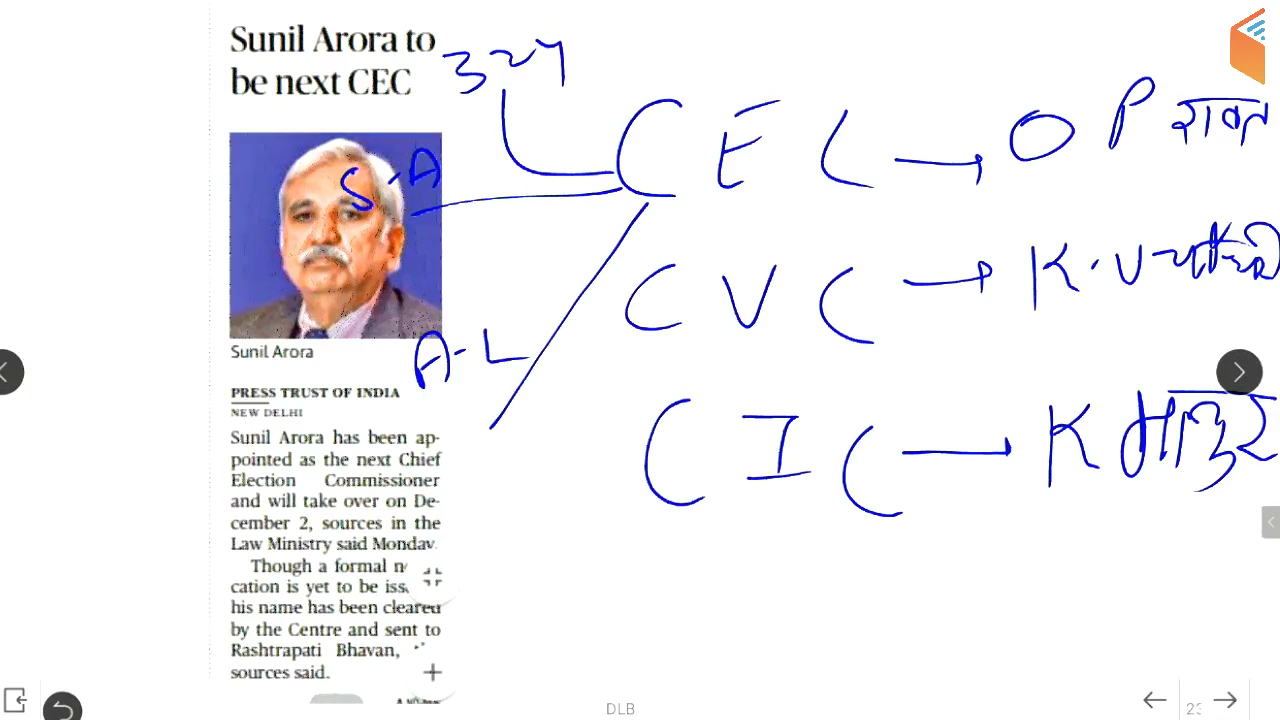 Sunil Arora to
be next CEC
Sunil Arora
PRESS TRUST OF INDIA
NEW DELHI
Sunil Arora has been ap-
pointed as the next Chief
Election Commissioner
and will take over on De-
cember 2, sources in the
Law Ministry said Monday.
Though a formal
cation is yet to be
his name has been cleared
by the Centre and sent to
Rashtrapati Bhavan,
sources said.
324
CEC → O P रावत
S-A
CVC → K.V चौधरी
A-L
CIC → K माथुर
DLB
23